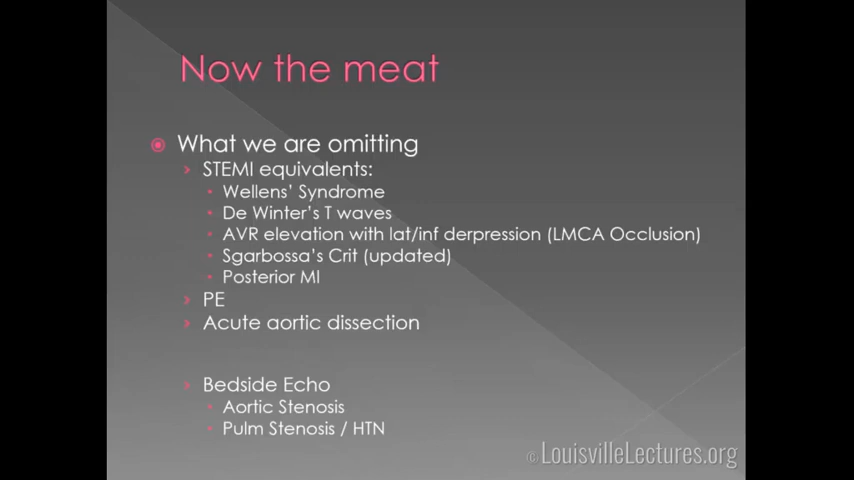 Now the meat
What we are omitting
STEMI equivalents:
Wellens' Syndrome
De Winter's T waves
AVR elevation with lat/inf derpression (LMCA Occlusion)
Sgarbossa's Crit (updated)
Posterior MI
PE
Acute aortic dissection
Bedside Echo
Aortic Stenosis
Pulm Stenosis / HTN
© LouisvilleLectures.org